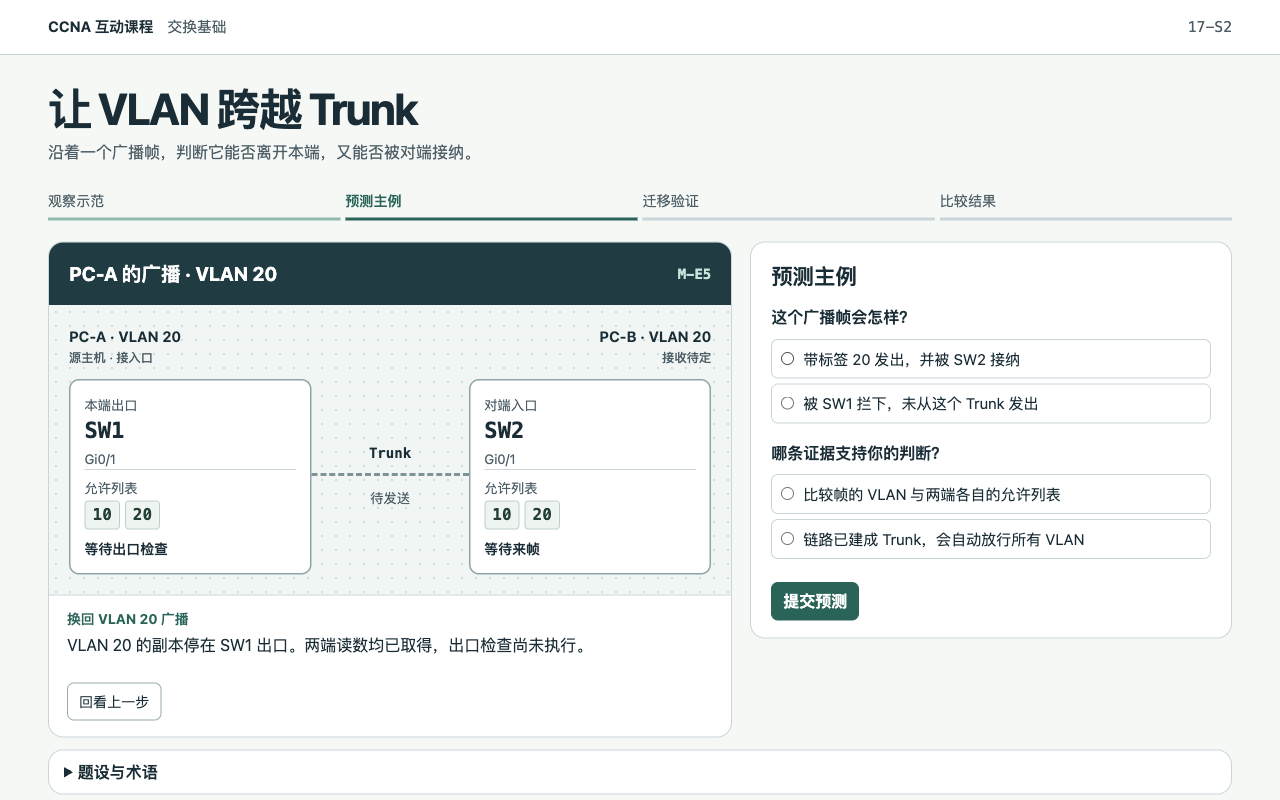 CCNA 互动课程 交换基础 17—S2
让 VLAN 跨越 Trunk
沿着一个广播帧，判断它能否离开本端，又能否被对端接纳。
观察示范 预测主例 迁移验证 比较结果
PC-A 的广播 · VLAN 20 M—E5
PC-A · VLAN 20
源主机 · 接入口
PC-B · VLAN 20
接收待定
本端出口
SW1
Gi0/1
允许列表
10 20
等待出口检查
Trunk
待发送
对端入口
SW2
Gi0/1
允许列表
10 20
等待来帧
换回 VLAN 20 广播
VLAN 20 的副本停在 SW1 出口。两端读数均已取得，出口检查尚未执行。
回看上一步
预测主例
这个广播帧会怎样？
带标签 20 发出，并被 SW2 接纳
被 SW1 拦下，未从这个 Trunk 发出
哪条证据支持你的判断？
比较帧的 VLAN 与两端各自的允许列表
链路已建成 Trunk，会自动放行所有 VLAN
提交预测
题设与术语